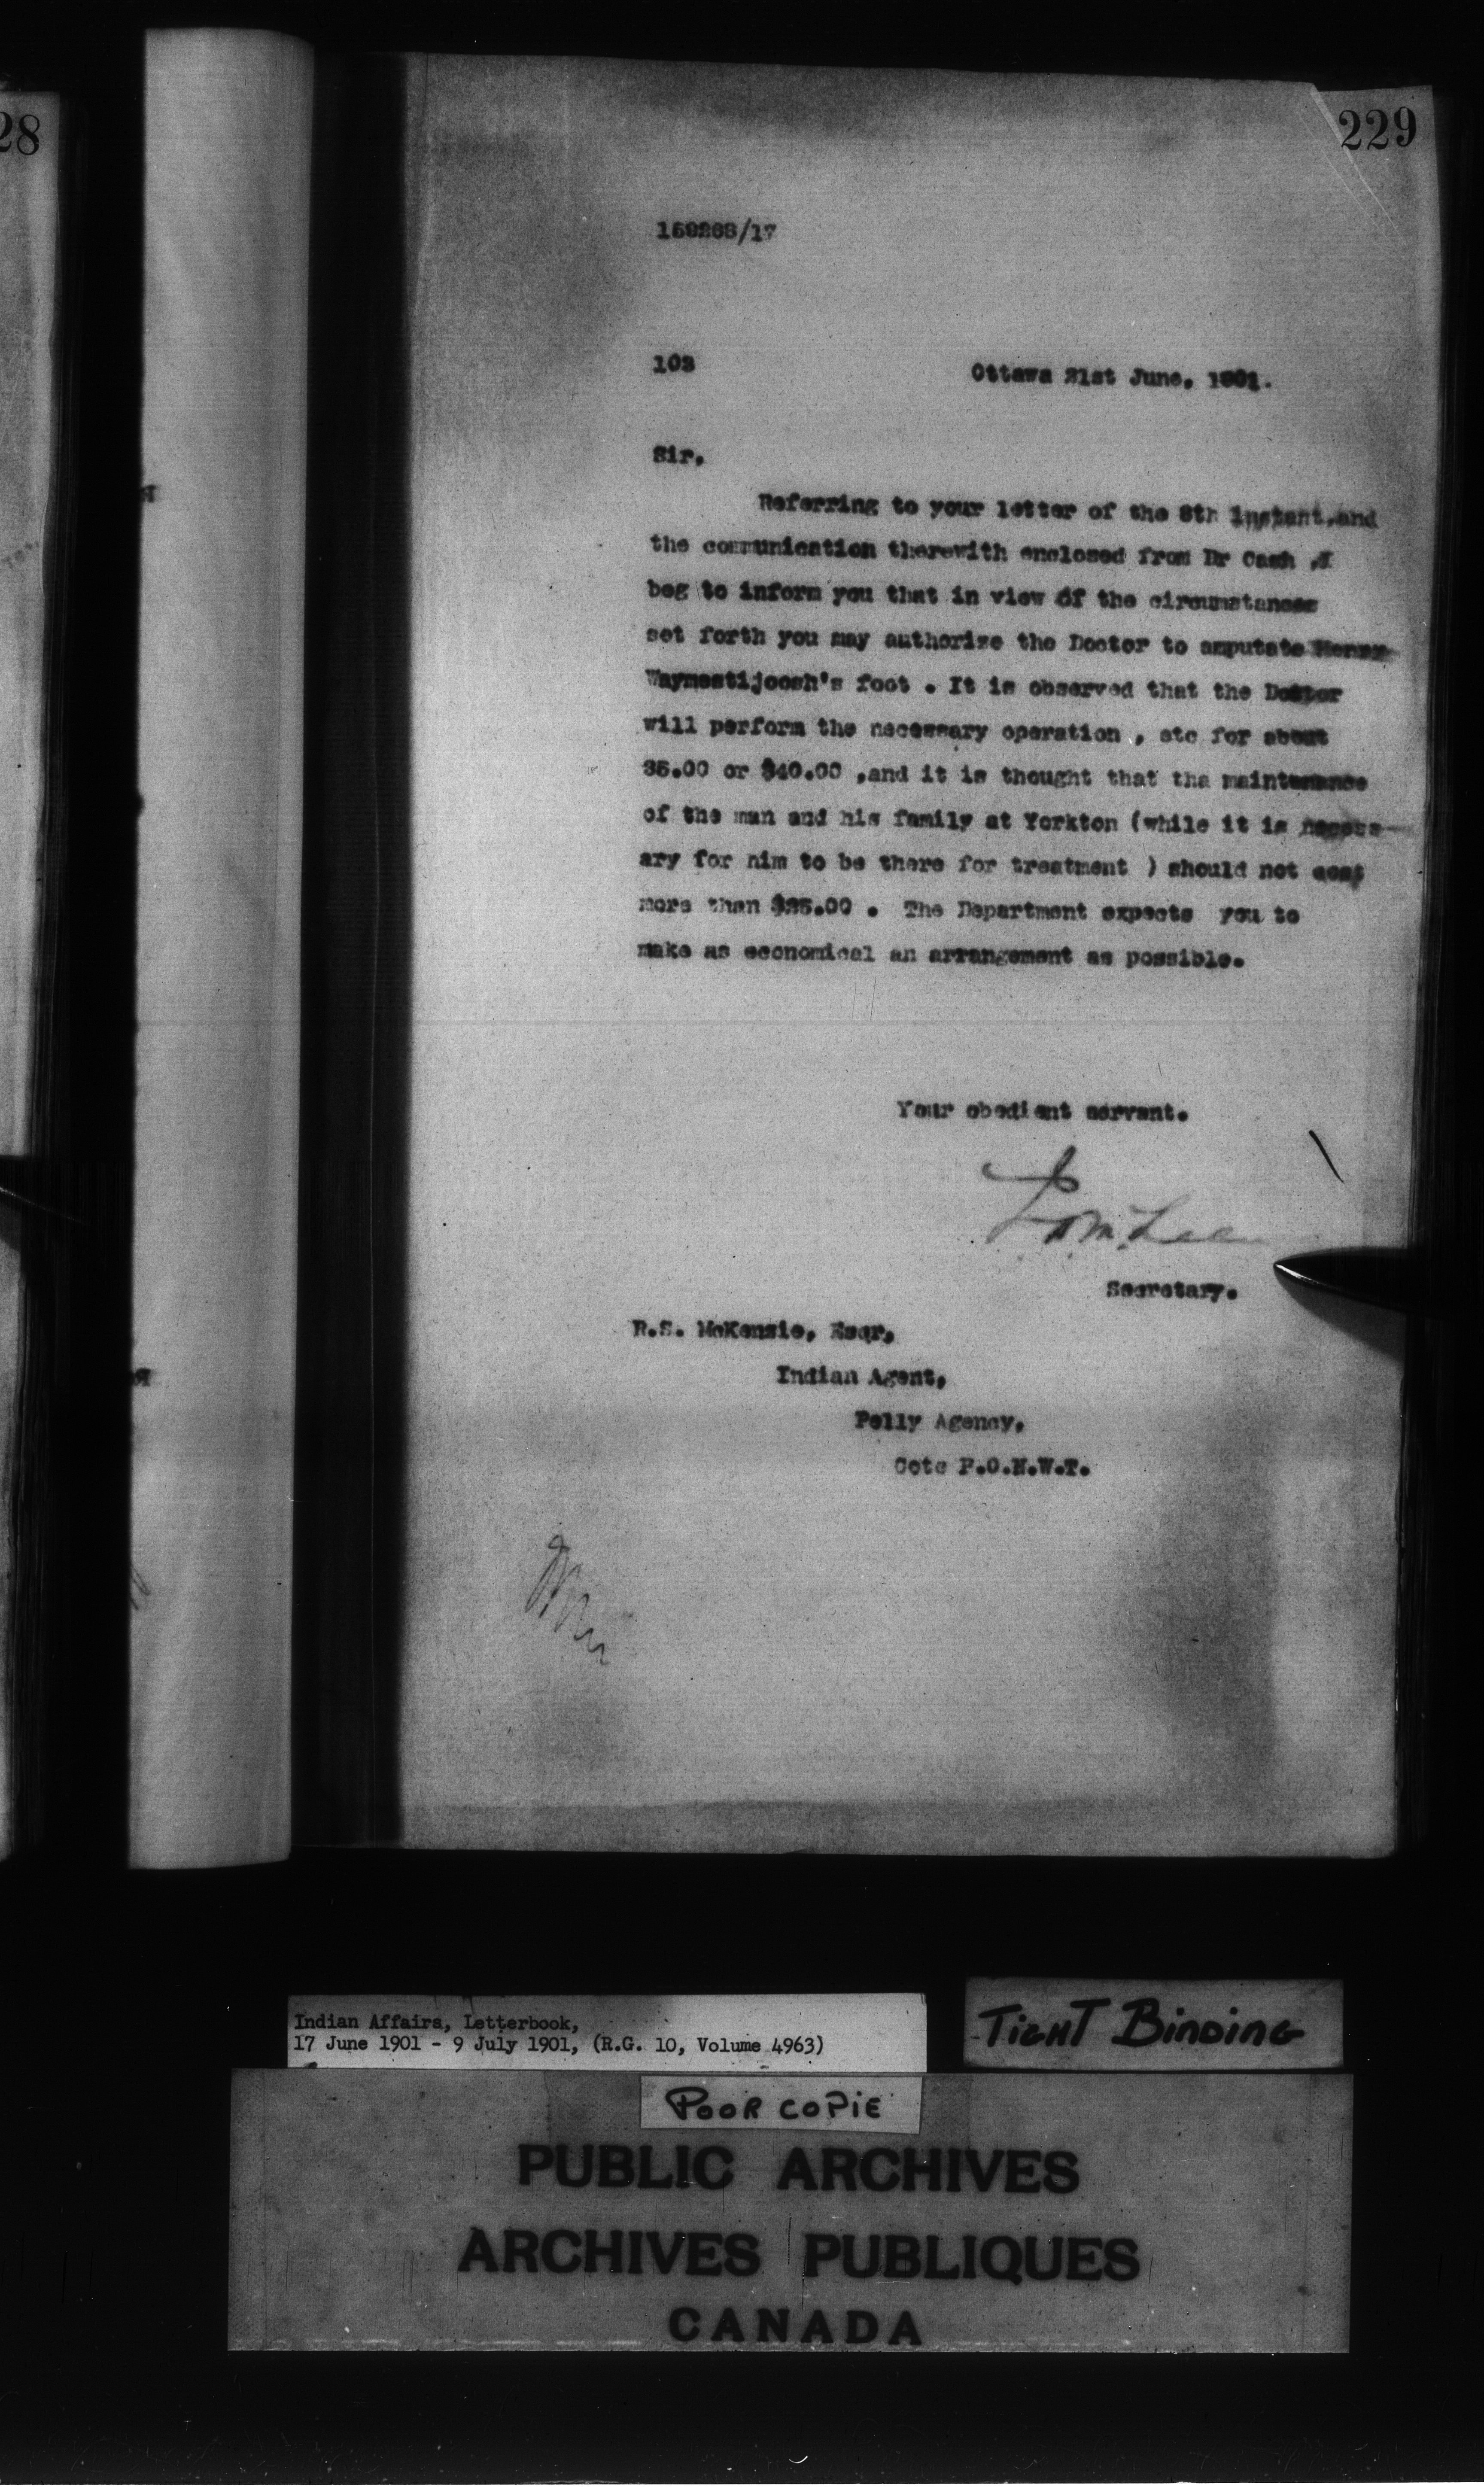 28
229
159268/17
103
Ottawa 21st June, 1901.
Sir,
Referring to your letter of the 8th instant, and
the communication therewith enclosed from Dr Cash , I
beg to inform you that in view of the circumstances
set forth you may authorize the Doctor to amputate Henry
Waymestijoosh's foot . It is observed that the Doctor
will perform the necessary operation , etc for about
35.00 or $40.00 ,and it is thought that the maintenance
of the man and his family at Yorkton (while it is necess-
ary for him to be there for treatment ) should not cost
more than $25.00 . The Department expects you to
make as economical an arrangement as possible.
Your obedient servant.
Secretary.
R.S. McKenzie, Esqr,
Indian Agent,
Pelly Agency,
Cote P.O.N.W.T.
Indian Affairs, Letterbook,
17 June 1901 - 9 July 1901, (R.G. 10, Volume 4963)
TIGHT BINDING
POOR COPIE
PUBLIC ARCHIVES
ARCHIVES PUBLIQUES
CANADA